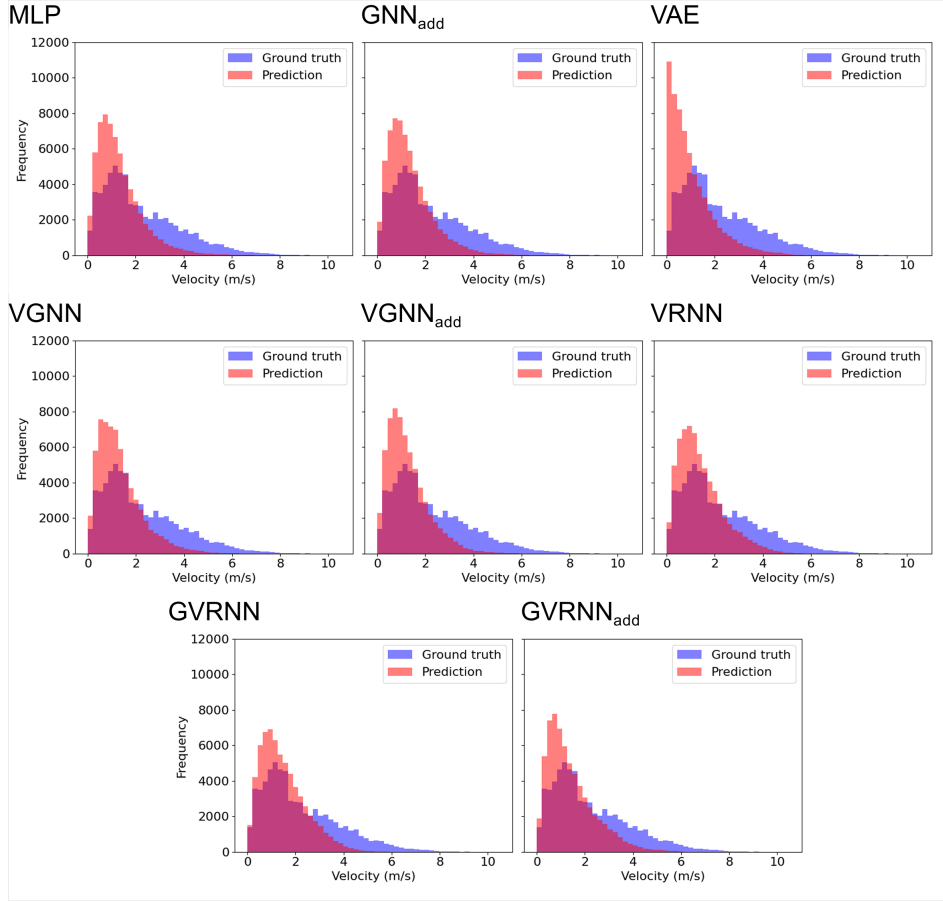 MLP
GNNadd
VAE
12000
10000
8000
6000
4000
2000
0
Frequency
Ground truth
Prediction
0 2 4 6 8 10
Velocity (m/s)
Ground truth
Prediction
0 2 4 6 8 10
Velocity (m/s)
Ground truth
Prediction
0 2 4 6 8 10
Velocity (m/s)
VGNN
VGNNadd
VRNN
12000
10000
8000
6000
4000
2000
0
Frequency
Ground truth
Prediction
0 2 4 6 8 10
Velocity (m/s)
Ground truth
Prediction
0 2 4 6 8 10
Velocity (m/s)
Ground truth
Prediction
0 2 4 6 8 10
Velocity (m/s)
GVRNN
GVRNNadd
12000
10000
8000
6000
4000
2000
0
Frequency
Ground truth
Prediction
0 2 4 6 8 10
Velocity (m/s)
Ground truth
Prediction
0 2 4 6 8 10
Velocity (m/s)